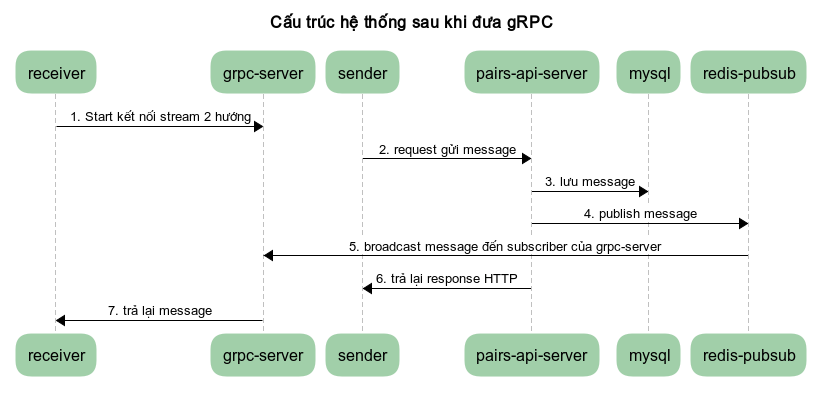 Cấu trúc hệ thống sau khi đưa gRPC
receiver grpc-server sender pairs-api-server mysql redis-pubsub
1. Start kết nối stream 2 hướng
2. request gửi message
3. lưu message
4. publish message
5. broadcast message đến subscriber của grpc-server
6. trả lại response HTTP
7. trả lại message
receiver grpc-server sender pairs-api-server mysql redis-pubsub